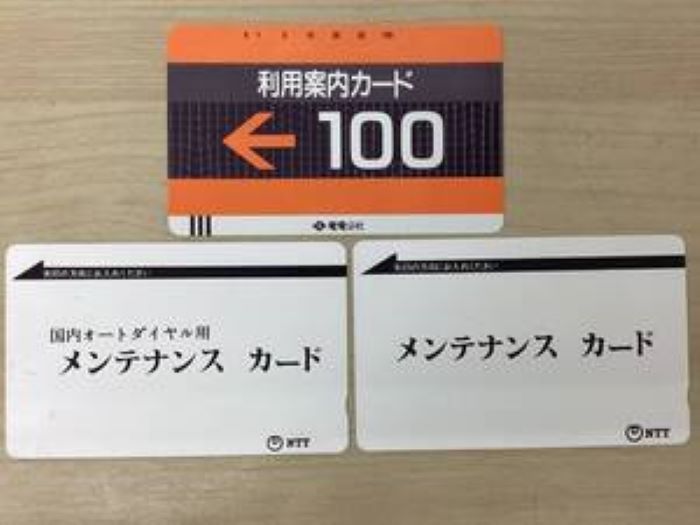 利用案内カード
100
電電公社
国内オートダイヤル用
メンテナンス カード
NTT
メンテナンス カード
NTT